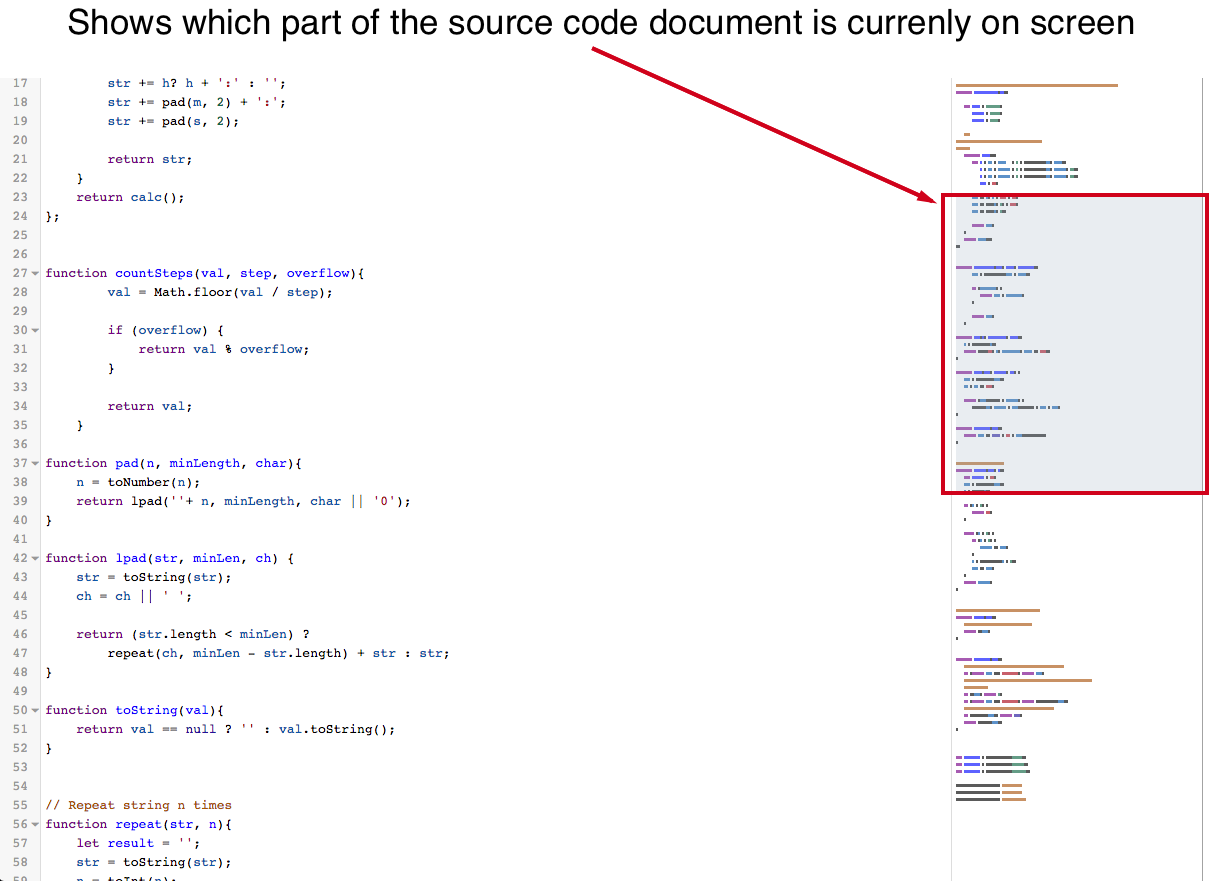 Shows which part of the source code document is currenly on screen
17 str += h? h + ':' : '';
18 str += pad(m, 2) + ':';
19 str += pad(s, 2);
20
21 return str;
22 }
23 return calc();
24 };
25
26
27 function countSteps(val, step, overflow){
28 val = Math.floor(val / step);
29
30 if (overflow) {
31 return val % overflow;
32 }
33
34 return val;
35 }
36
37 function pad(n, minLength, char){
38 n = toNumber(n);
39 return lpad(''+ n, minLength, char || '0');
40 }
41
42 function lpad(str, minLen, ch) {
43 str = toString(str);
44 ch = ch || ' ';
45
46 return (str.length < minLen) ?
47 repeat(ch, minLen - str.length) + str : str;
48 }
49
50 function toString(val){
51 return val == null ? '' : val.toString();
52 }
53
54
55 // Repeat string n times
56 function repeat(str, n){
57 let result = '';
58 str = toString(str);
59 n = toInt(n);